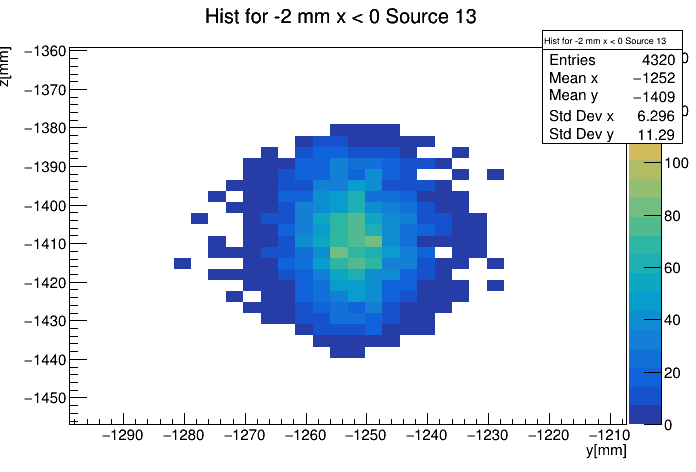 Hist for -2 mm x < 0 Source 13
Hist for -2 mm x < 0 Source 13
Entries 4320
Mean x −1252
Mean y −1409
Std Dev x 6.296
Std Dev y 11.29
z[mm]
−1360
−1370
−1380
−1390
−1400
−1410
−1420
−1430
−1440
−1450
100
80
60
40
20
0
−1290 −1280 −1270 −1260 −1250 −1240 −1230 −1220 −1210
y[mm]